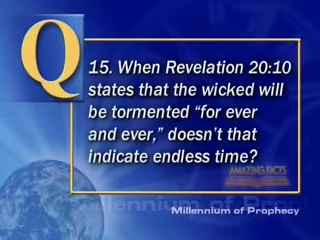 Q
15. When Revelation 20:10
states that the wicked will
be tormented “for ever
and ever,” doesn’t that
indicate endless time?
AMAZING FACTS
Millennium of Prophecy